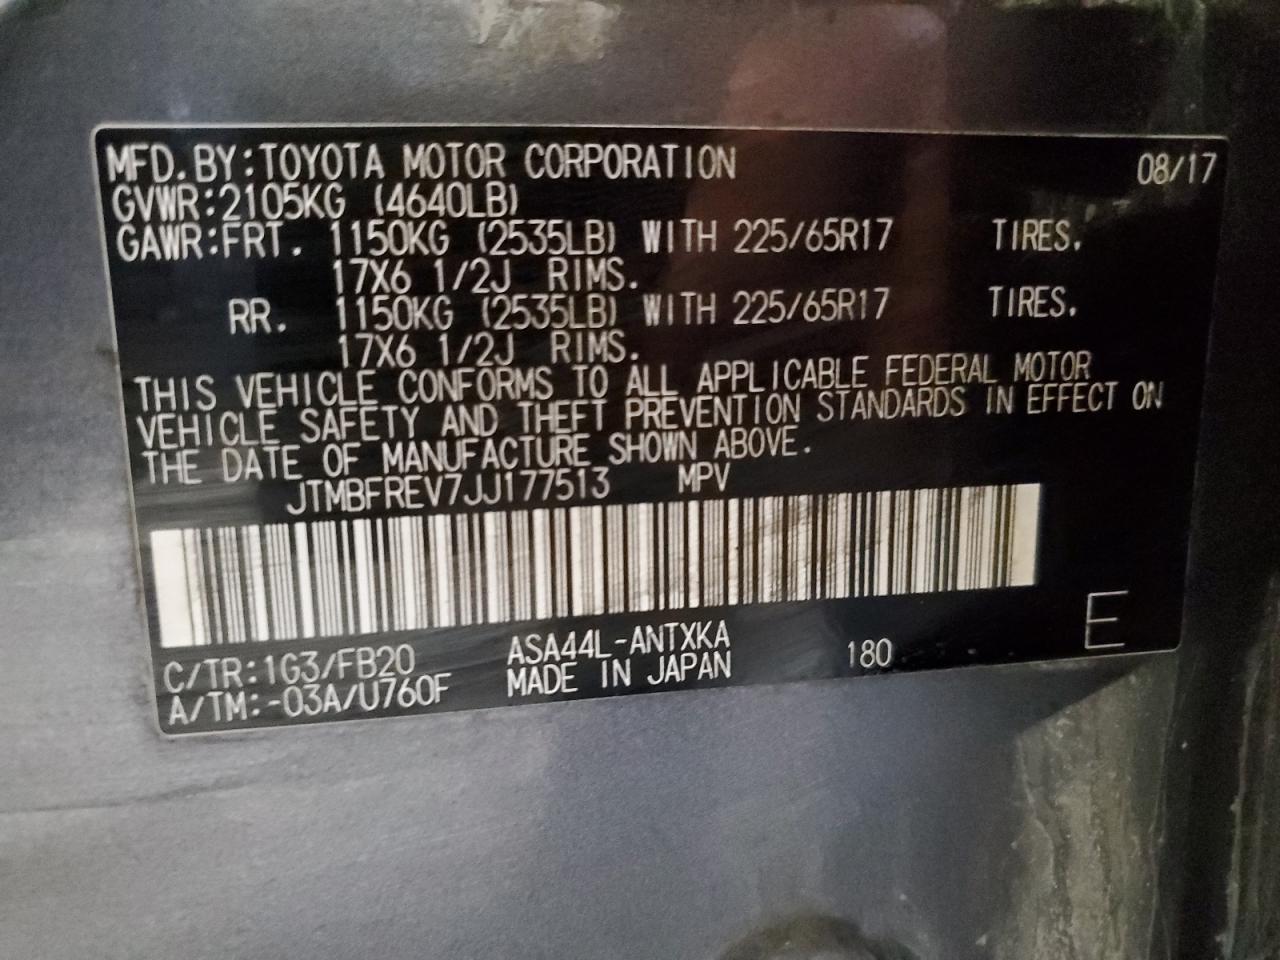 MFD. BY: TOYOTA MOTOR CORPORATION 08/17
GVWR: 2105KG (4640LB)
GAWR: FRT. 1150KG (2535LB) WITH 225/65R17 TIRES.
17X6 1/2J RIMS.
RR. 1150KG (2535LB) WITH 225/65R17 TIRES.
17X6 1/2J RIMS.
THIS VEHICLE CONFORMS TO ALL APPLICABLE FEDERAL MOTOR
VEHICLE SAFETY AND THEFT PREVENTION STANDARDS IN EFFECT ON
THE DATE OF MANUFACTURE SHOWN ABOVE.
JTMBFREV7JJ177513 MPV
C/TR: 1G3/FB20 ASA44L-ANTXKA 180 E
A/TM: -03A/U760F MADE IN JAPAN